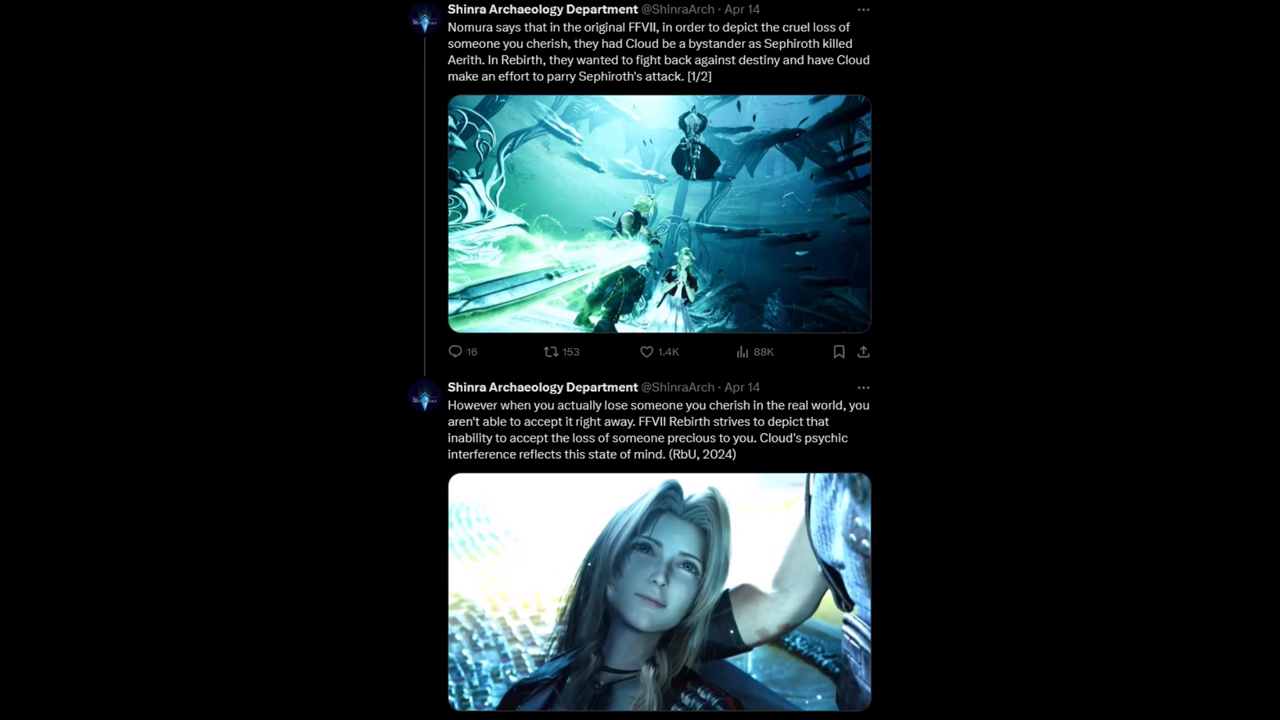 Shinra Archaeology Department @ShinraArch · Apr 14
Nomura says that in the original FFVII, in order to depict the cruel loss of
someone you cherish, they had Cloud be a bystander as Sephiroth killed
Aerith. In Rebirth, they wanted to fight back against destiny and have Cloud
make an effort to parry Sephiroth's attack. [1/2]
16 153 1.4K 88K
Shinra Archaeology Department @ShinraArch · Apr 14
However when you actually lose someone you cherish in the real world, you
aren't able to accept it right away. FFVII Rebirth strives to depict that
inability to accept the loss of someone precious to you. Cloud's psychic
interference reflects this state of mind. (RbU, 2024)